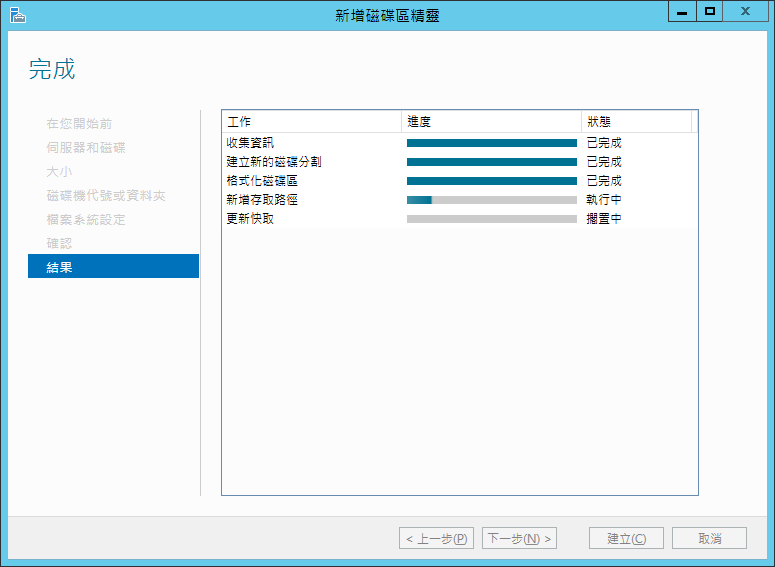 新增磁碟區精靈
完成
在您開始前
伺服器和磁碟
大小
磁碟機代號或資料夾
檔案系統設定
確認
結果
工作 進度 狀態
收集資訊 已完成
建立新的磁碟分割 已完成
格式化磁碟區 已完成
新增存取路徑 執行中
更新快取 擱置中
< 上一步(P) 下一步(N) > 建立(C) 取消